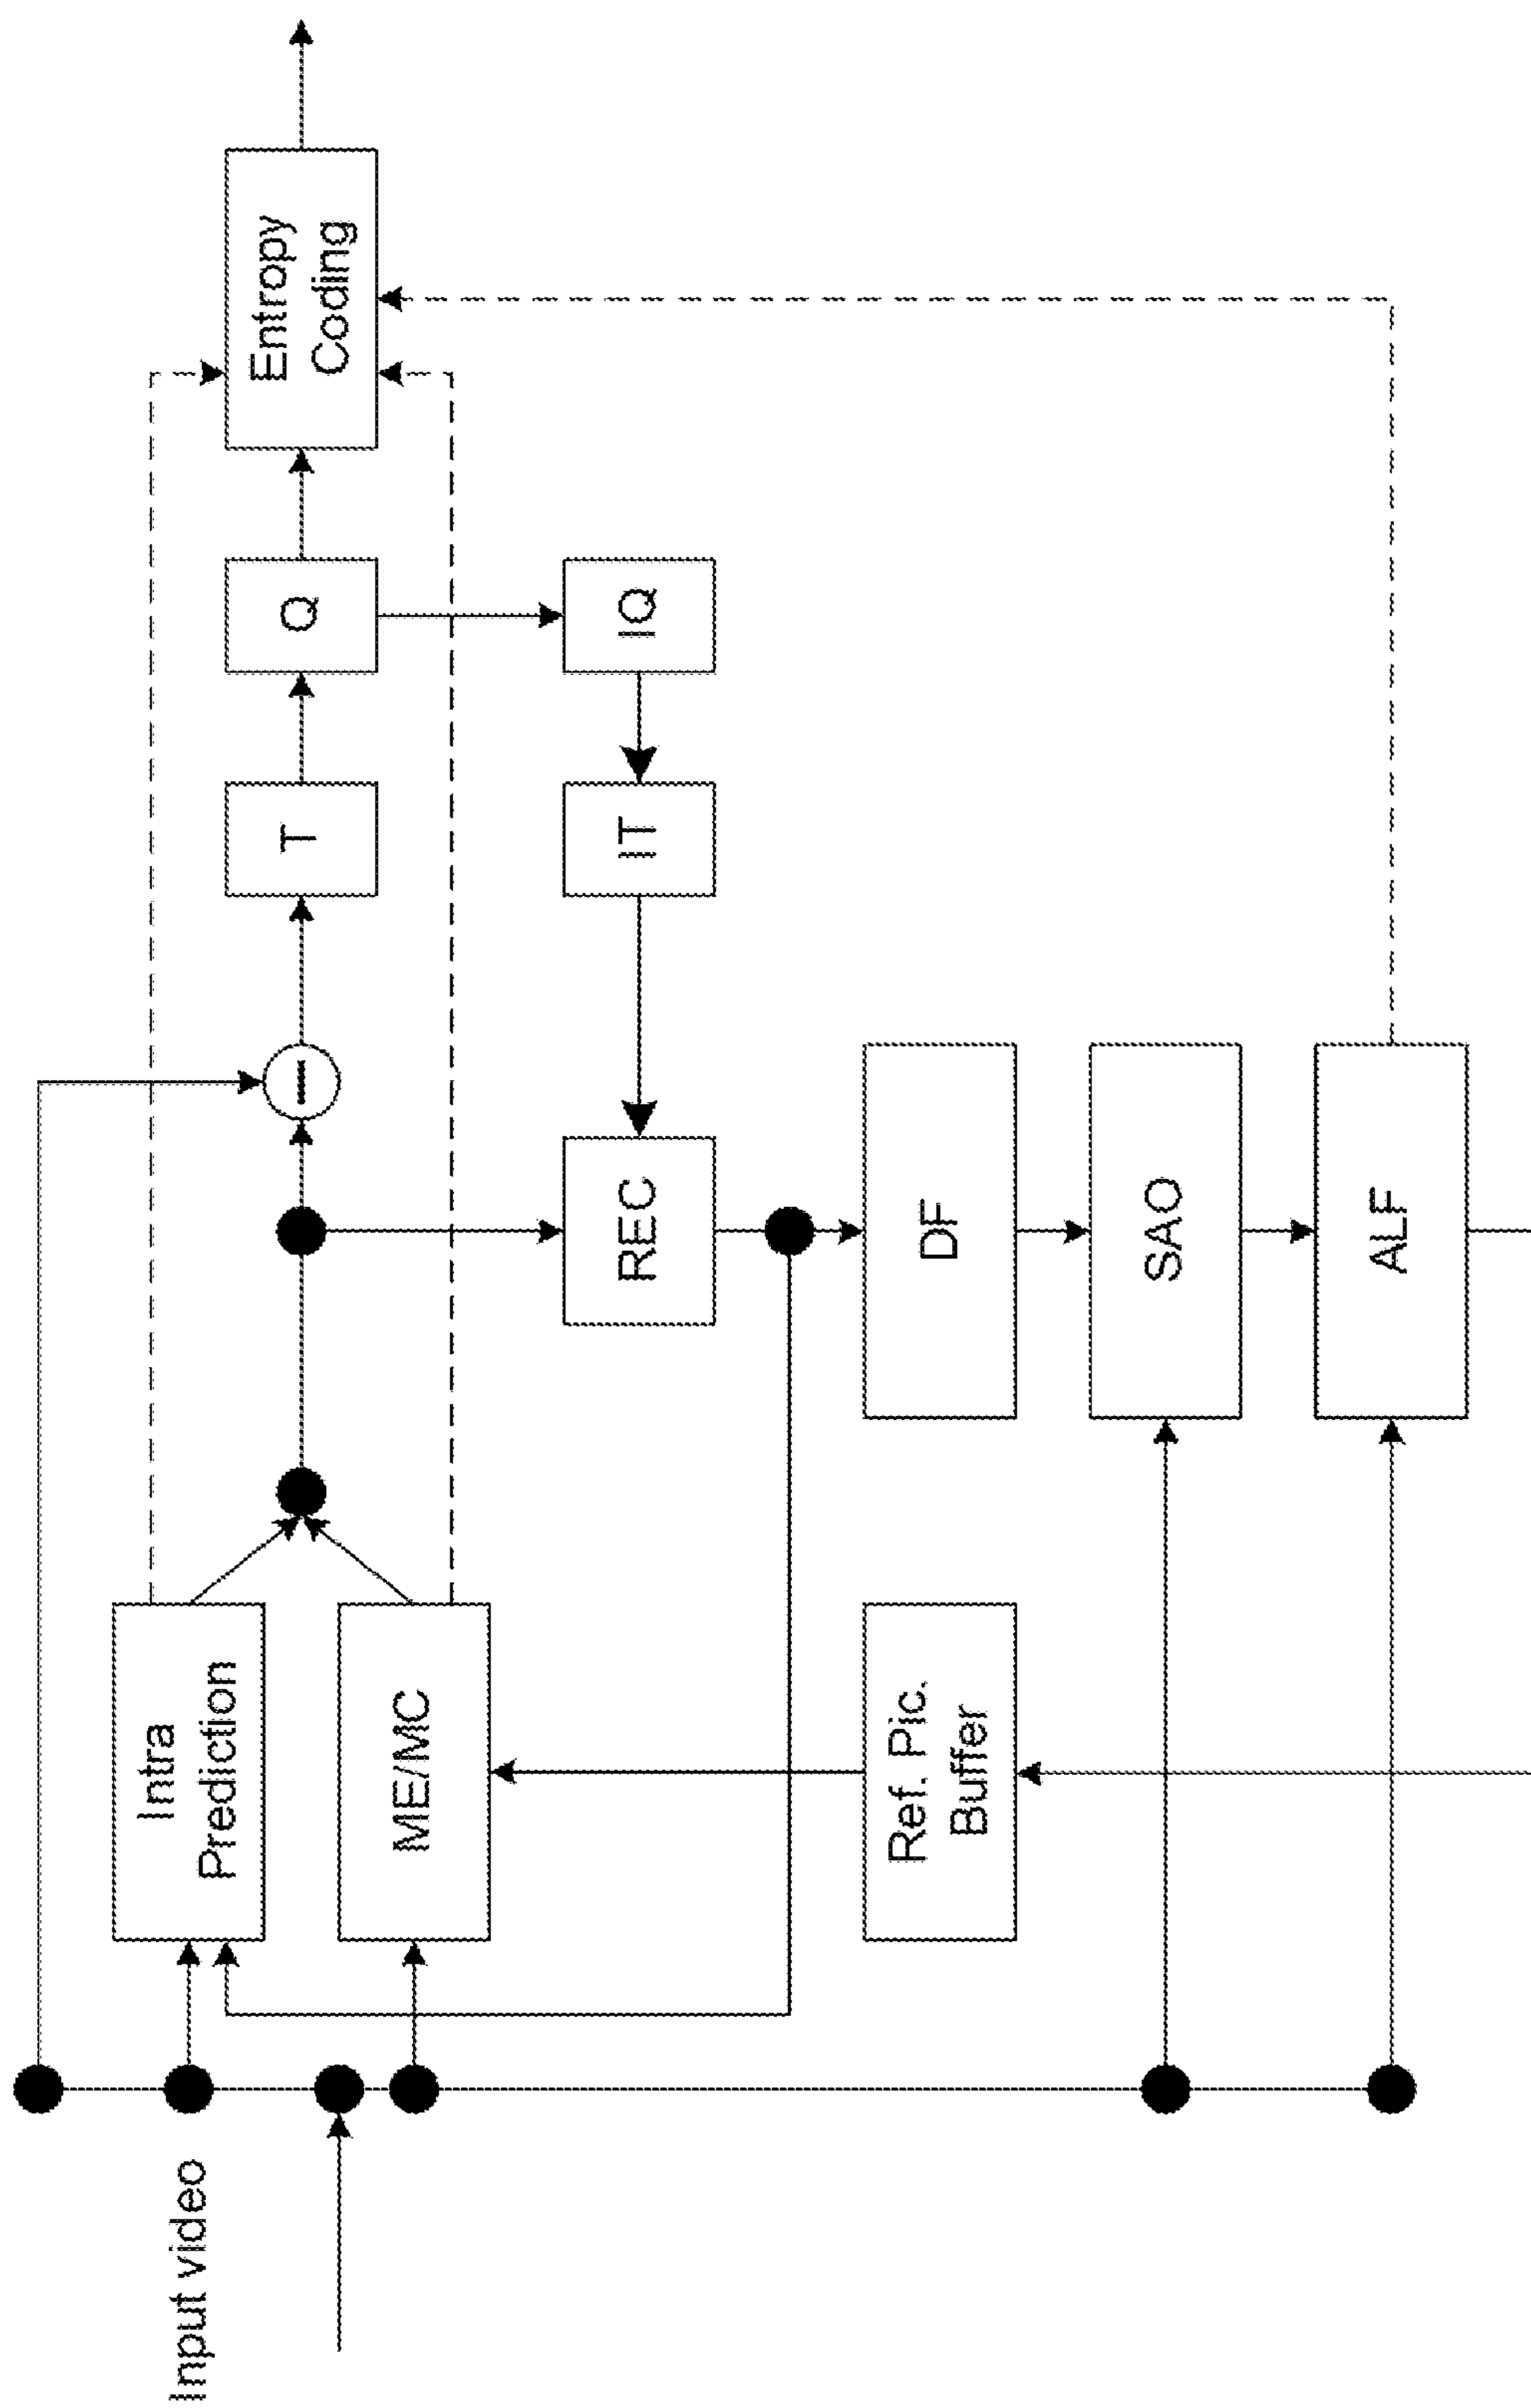 Input video
Intra
Prediction
T
Q
Entropy
Coding
ME/MC
REC
IT
IQ
Ref. Pic.
Buffer
DF
SAO
ALF